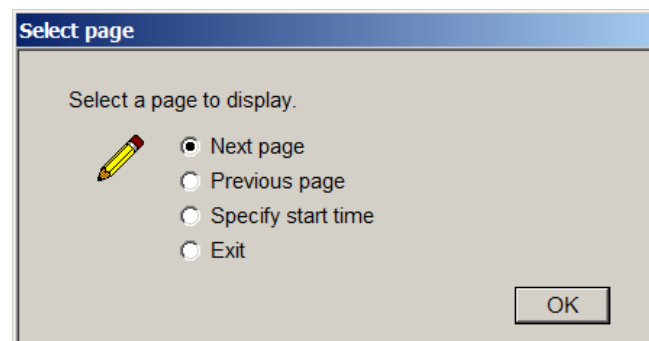 Select page
Select a page to display.
Next page
Previous page
Specify start time
Exit
OK